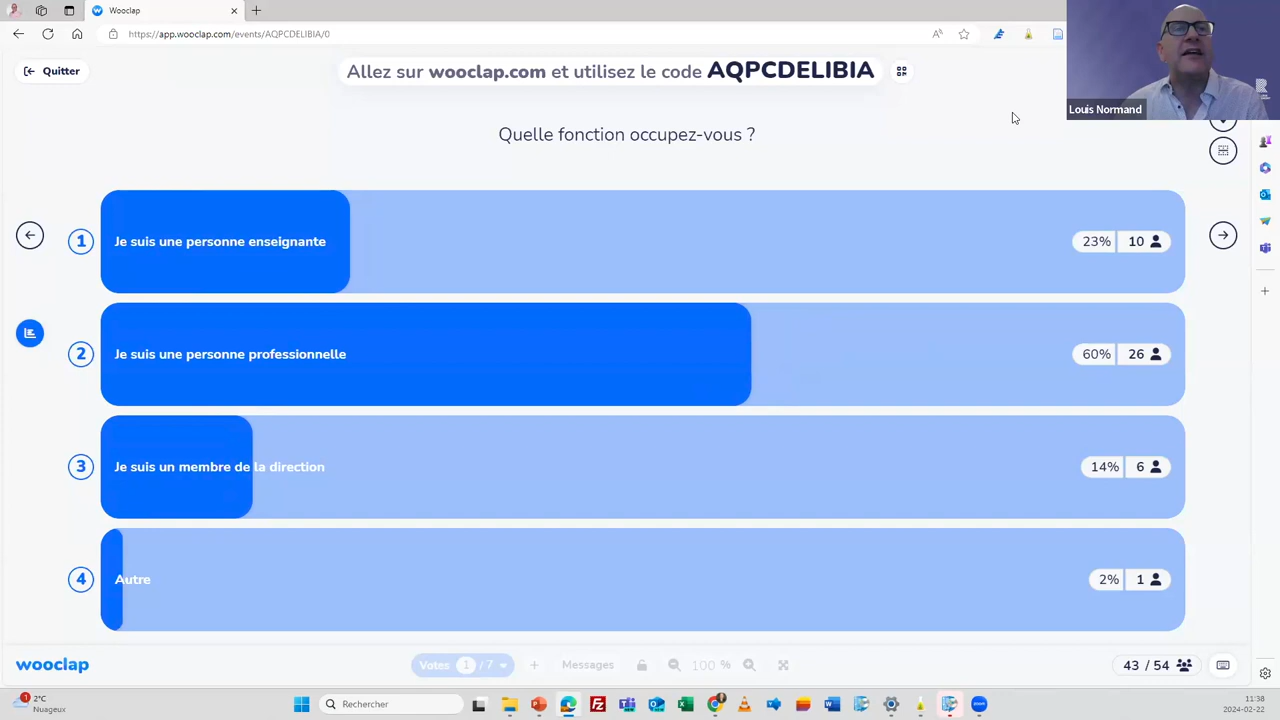 Wooclap
https://app.wooclap.com/events/AQPCDELIBIA/0
Quitter
Allez sur wooclap.com et utilisez le code AQPCDELIBIA
Louis Normand
Quelle fonction occupez-vous ?
1 Je suis une personne enseignante 23% 10
2 Je suis une personne professionnelle 60% 26
3 Je suis un membre de la direction 14% 6
4 Autre 2% 1
wooclap
Votes 1 / 7
Messages
100 %
43 / 54
1
2°C
Nuageux
Rechercher
11:38
2024-02-22